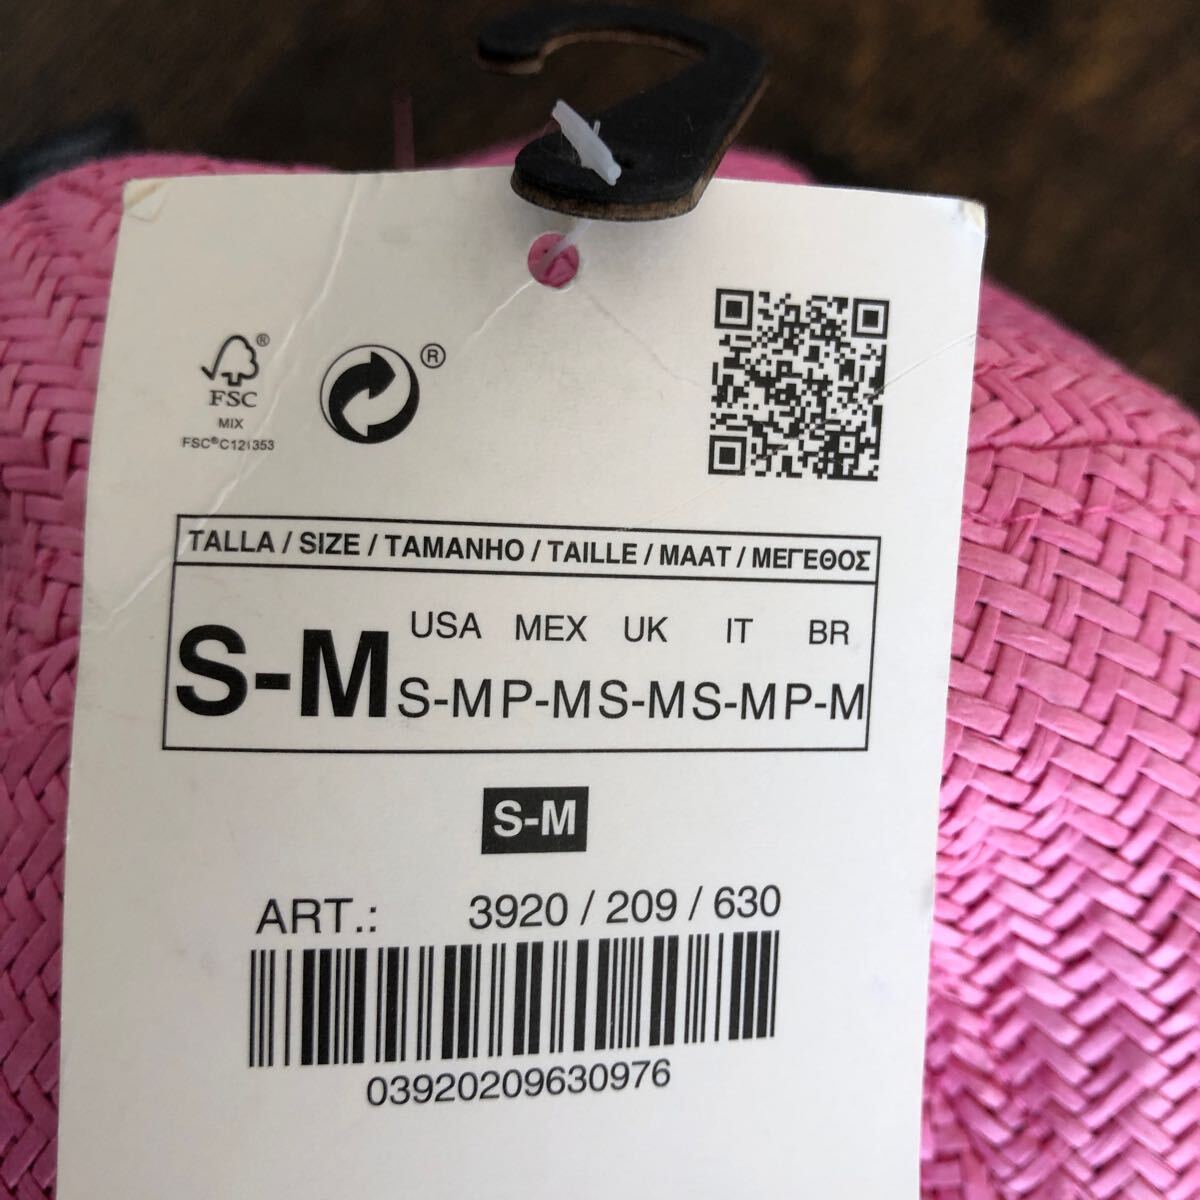 FSC®
MIX
FSC®C121353
®
TALLA / SIZE / TAMANHO / TAILLE / MAAT / ΜΕΓΕΘΟΣ
USA MEX UK IT BR
S-M S-M P-M S-M S-M P-M
S-M
ART.: 3920 / 209 / 630
03920209630976